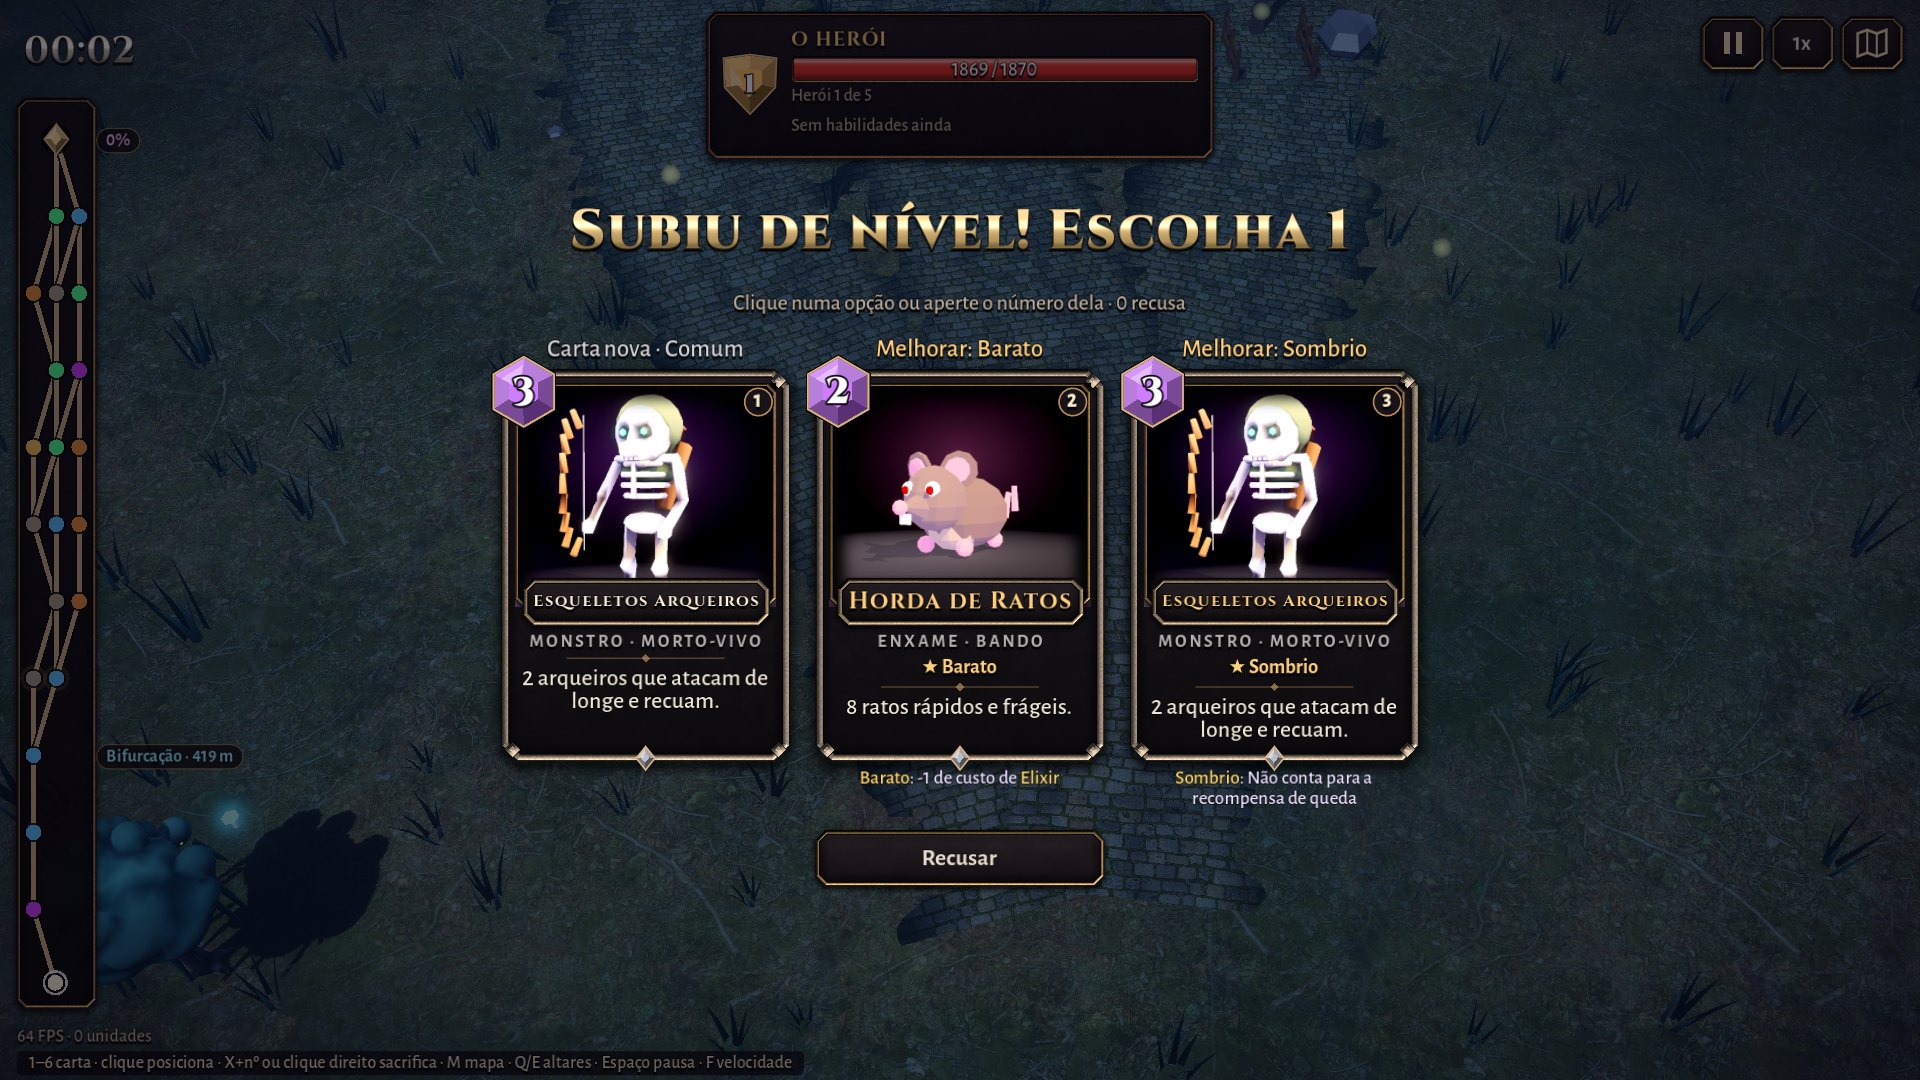 00:02
O HERÓI
1
1869 / 1870
Herói 1 de 5
Sem habilidades ainda
1x
0%
SUBIU DE NÍVEL! ESCOLHA 1
Clique numa opção ou aperte o número dela · 0 recusa
Carta nova · Comum
3
1
ESQUELETOS ARQUEIROS
MONSTRO · MORTO-VIVO
2 arqueiros que atacam de
longe e recuam.
Melhorar: Barato
2
2
HORDA DE RATOS
ENXAME · BANDO
★ Barato
8 ratos rápidos e frágeis.
Barato: -1 de custo de Elixir
Melhorar: Sombrio
3
3
ESQUELETOS ARQUEIROS
MONSTRO · MORTO-VIVO
★ Sombrio
2 arqueiros que atacam de
longe e recuam.
Sombrio: Não conta para a
recompensa de queda
Bifurcação · 419 m
Recusar
64 FPS · 0 unidades
1–6 carta · clique posiciona · X+nº ou clique direito sacrifica · M mapa · Q/E altares · Espaço pausa · F velocidade